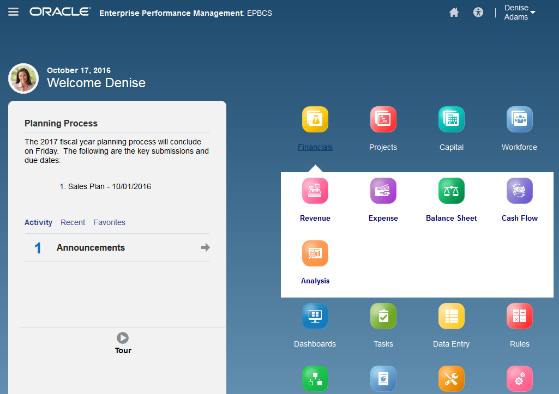 ORACLE® Enterprise Performance Management, EPBCS
Denise
Adams
October 17, 2016
Welcome Denise
Planning Process
The 2017 fiscal year planning process will conclude
on Friday. The following are the key submissions and
due dates:
1. Sales Plan - 10/01/2016
Activity Recent Favorites
1 Announcements
Tour
Financials Projects Capital Workforce
Revenue Expense Balance Sheet Cash Flow
Analysis
Dashboards Tasks Data Entry Rules